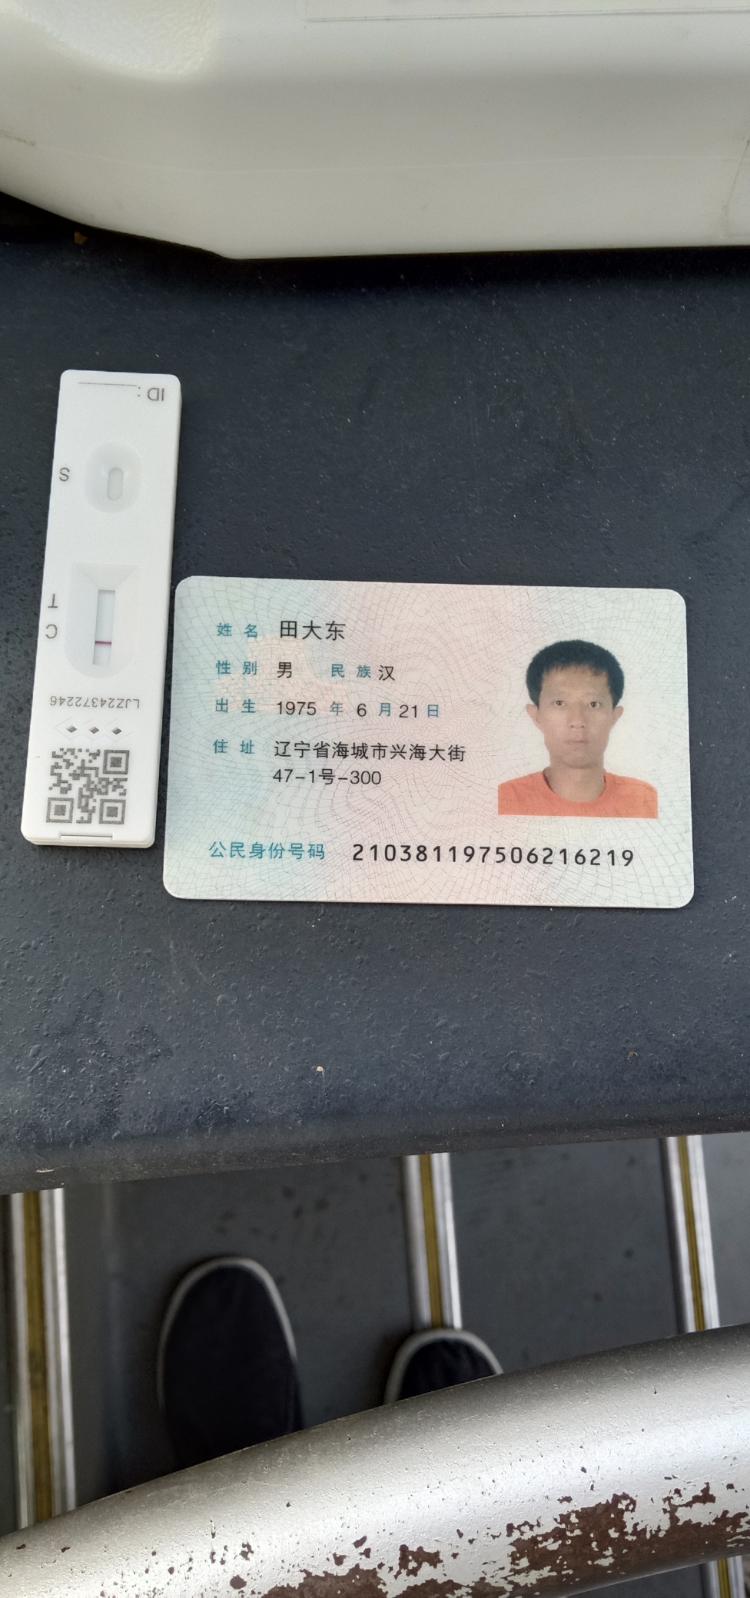 ID:
S
T
C
LJZ24372246
姓名 田大东
性别 男 民族 汉
出生 1975 年 6 月 21 日
住址 辽宁省海城市兴海大街
47-1号-300
公民身份号码 210381197506216219